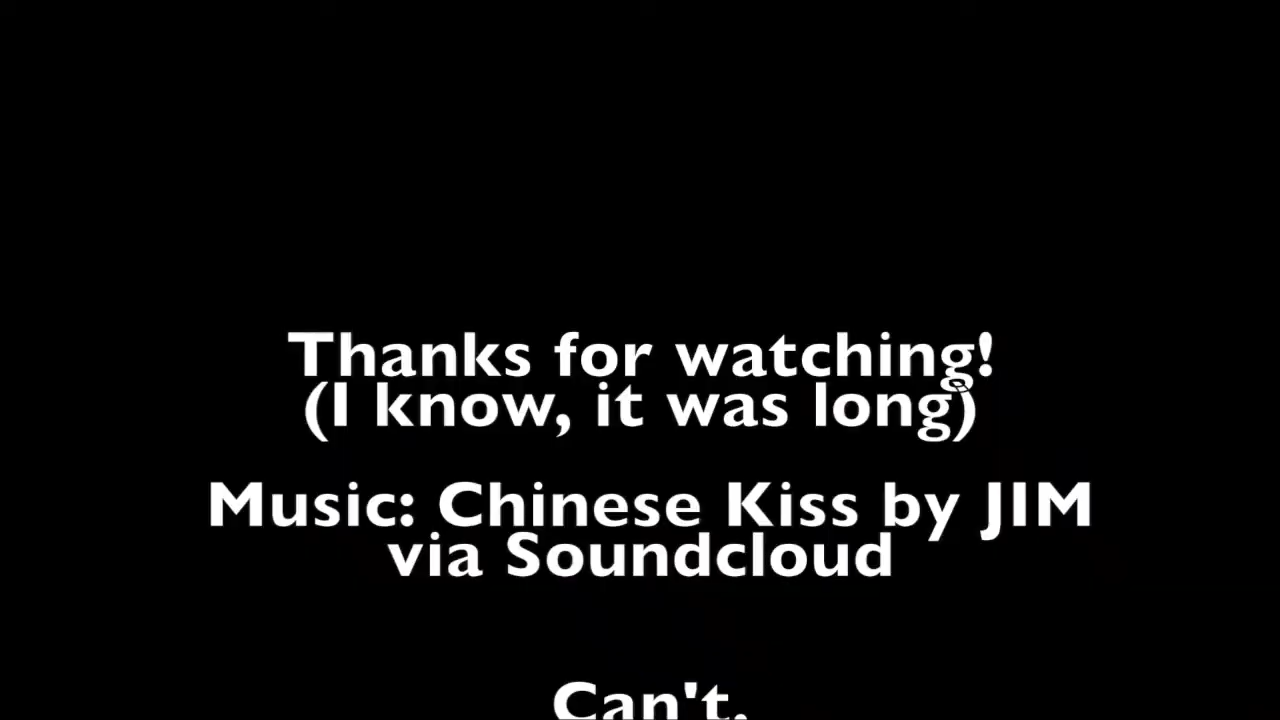 Thanks for watching!
(I know, it was long)
Music: Chinese Kiss by JIM
via Soundcloud
Can't.